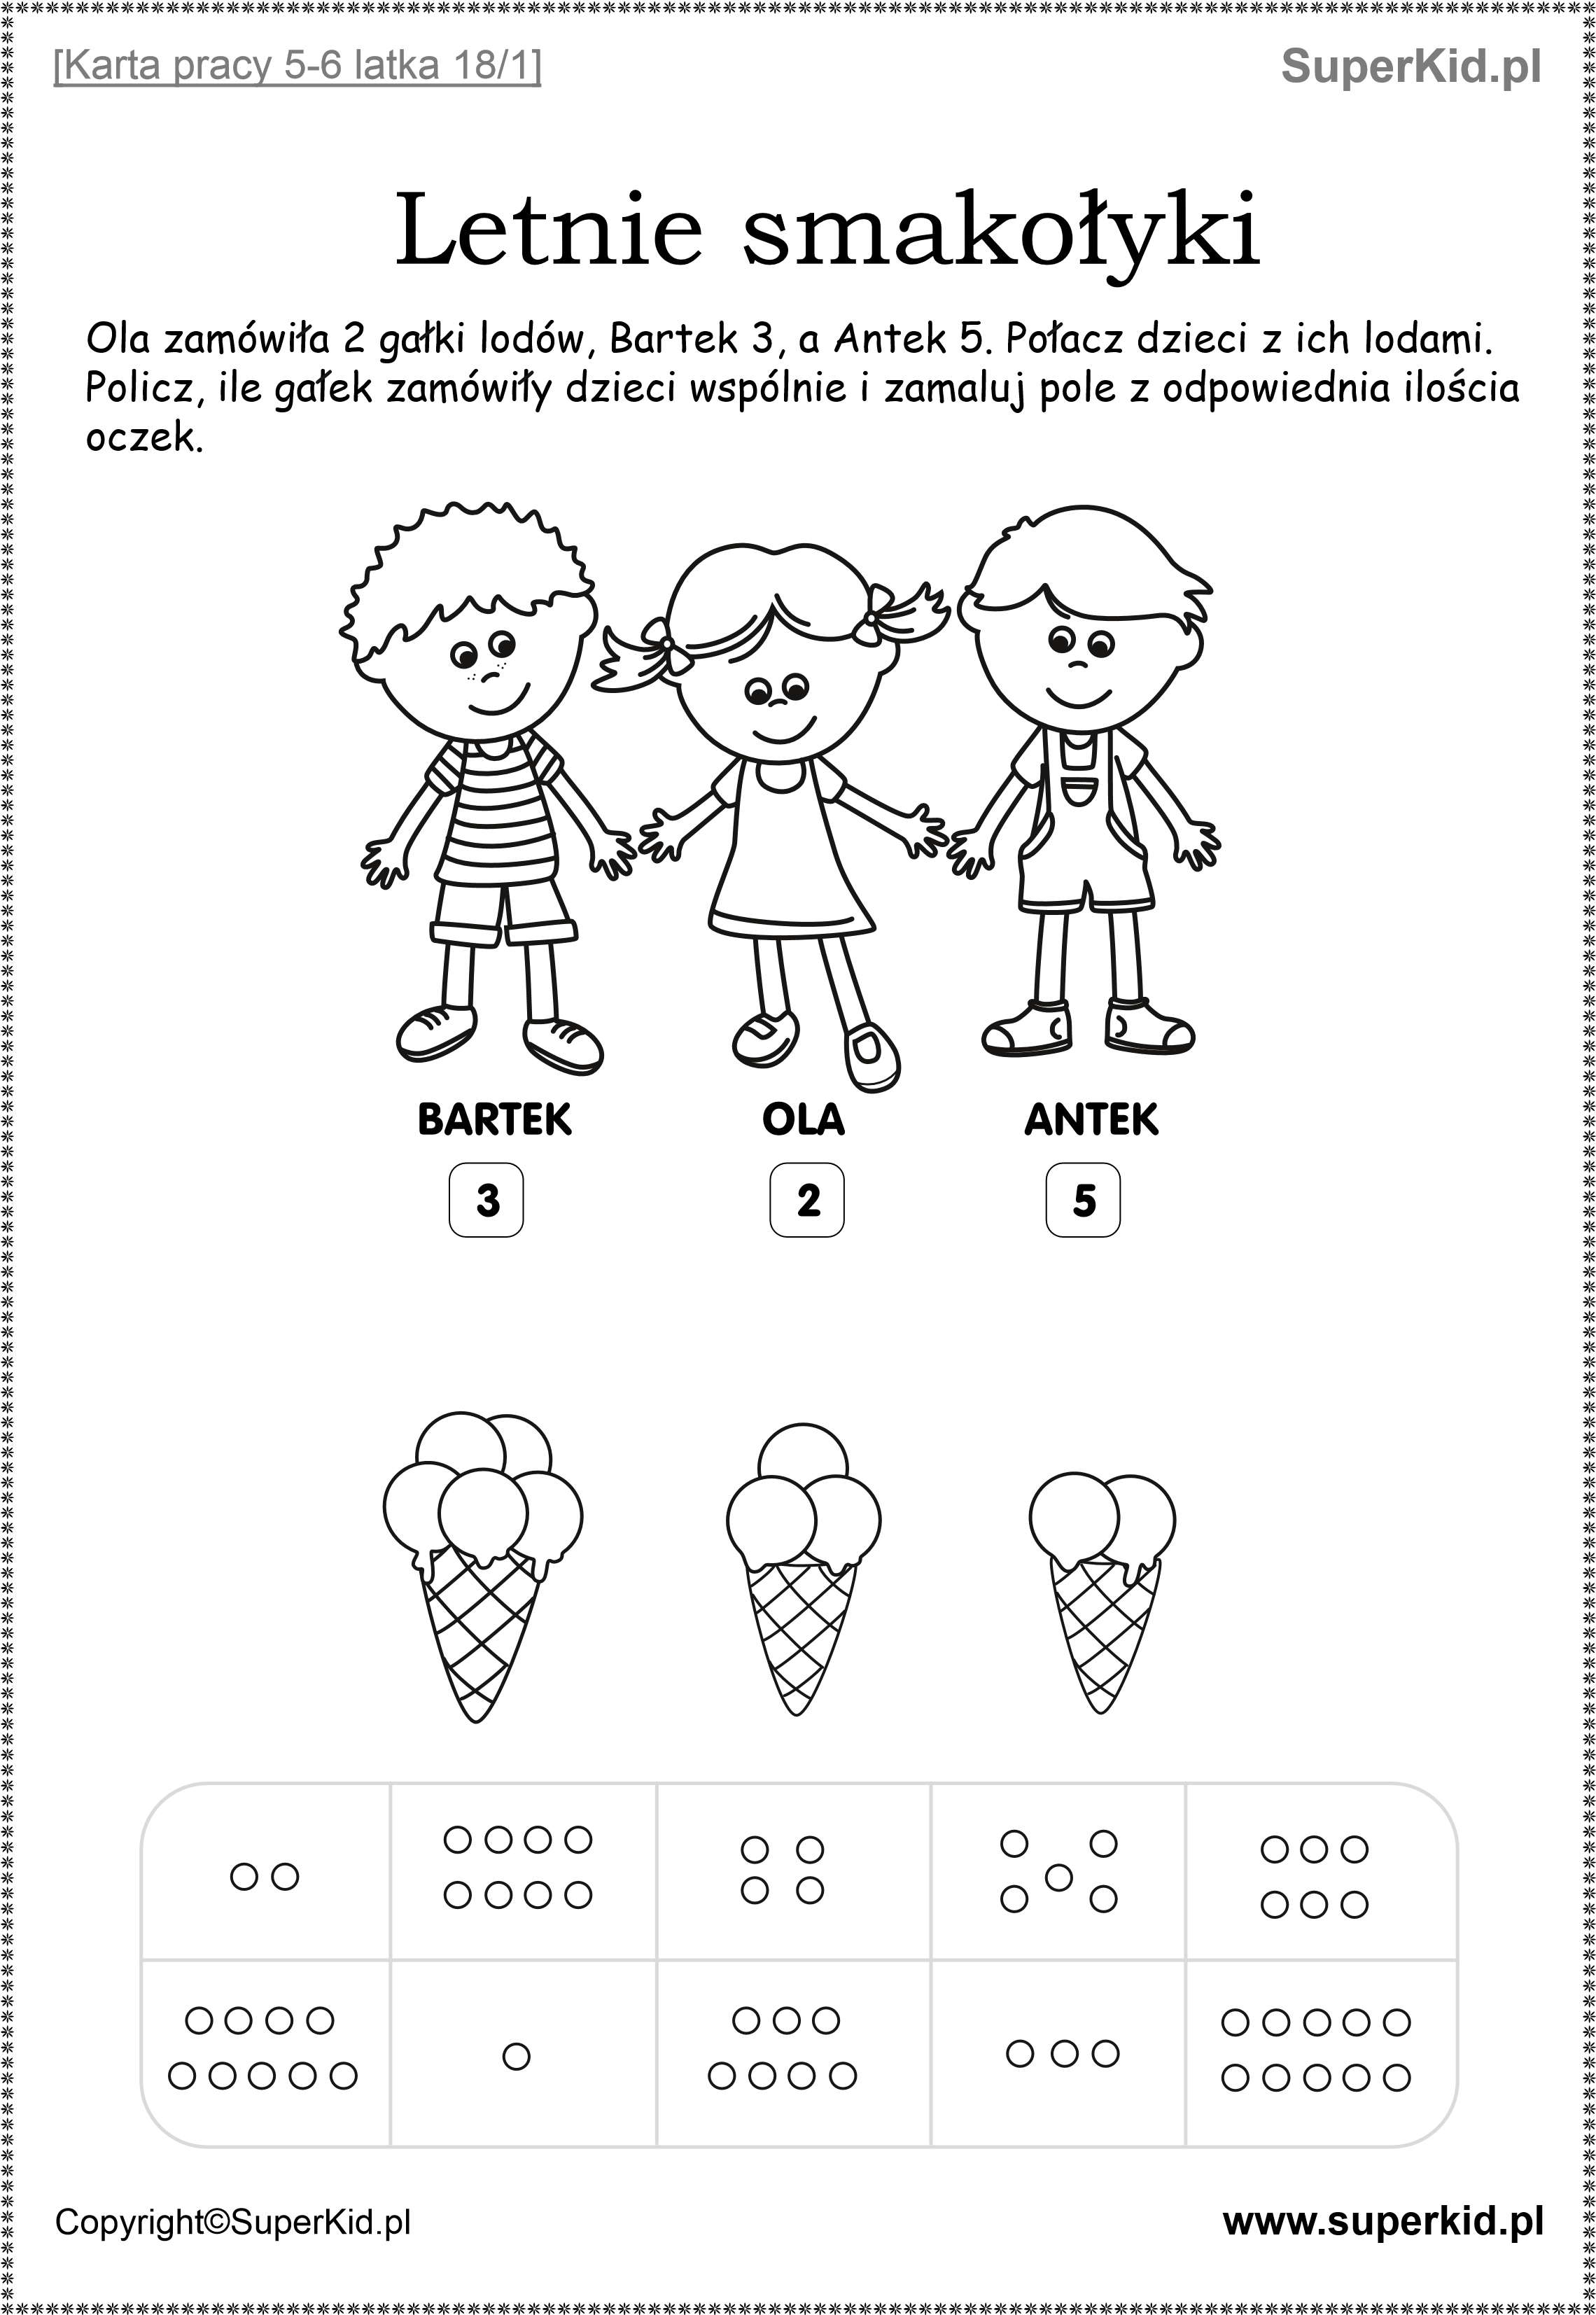 [Karta pracy 5-6 latka 18/1]
SuperKid.pl
Letnie smakołyki
Ola zamówiła 2 gałki lodów, Bartek 3, a Antek 5. Połacz dzieci z ich lodami.
Policz, ile gałek zamówiły dzieci wspólnie i zamaluj pole z odpowiednia ilościa
oczek.
BARTEK
OLA
ANTEK
3
2
5
Copyright©SuperKid.pl
www.superkid.pl